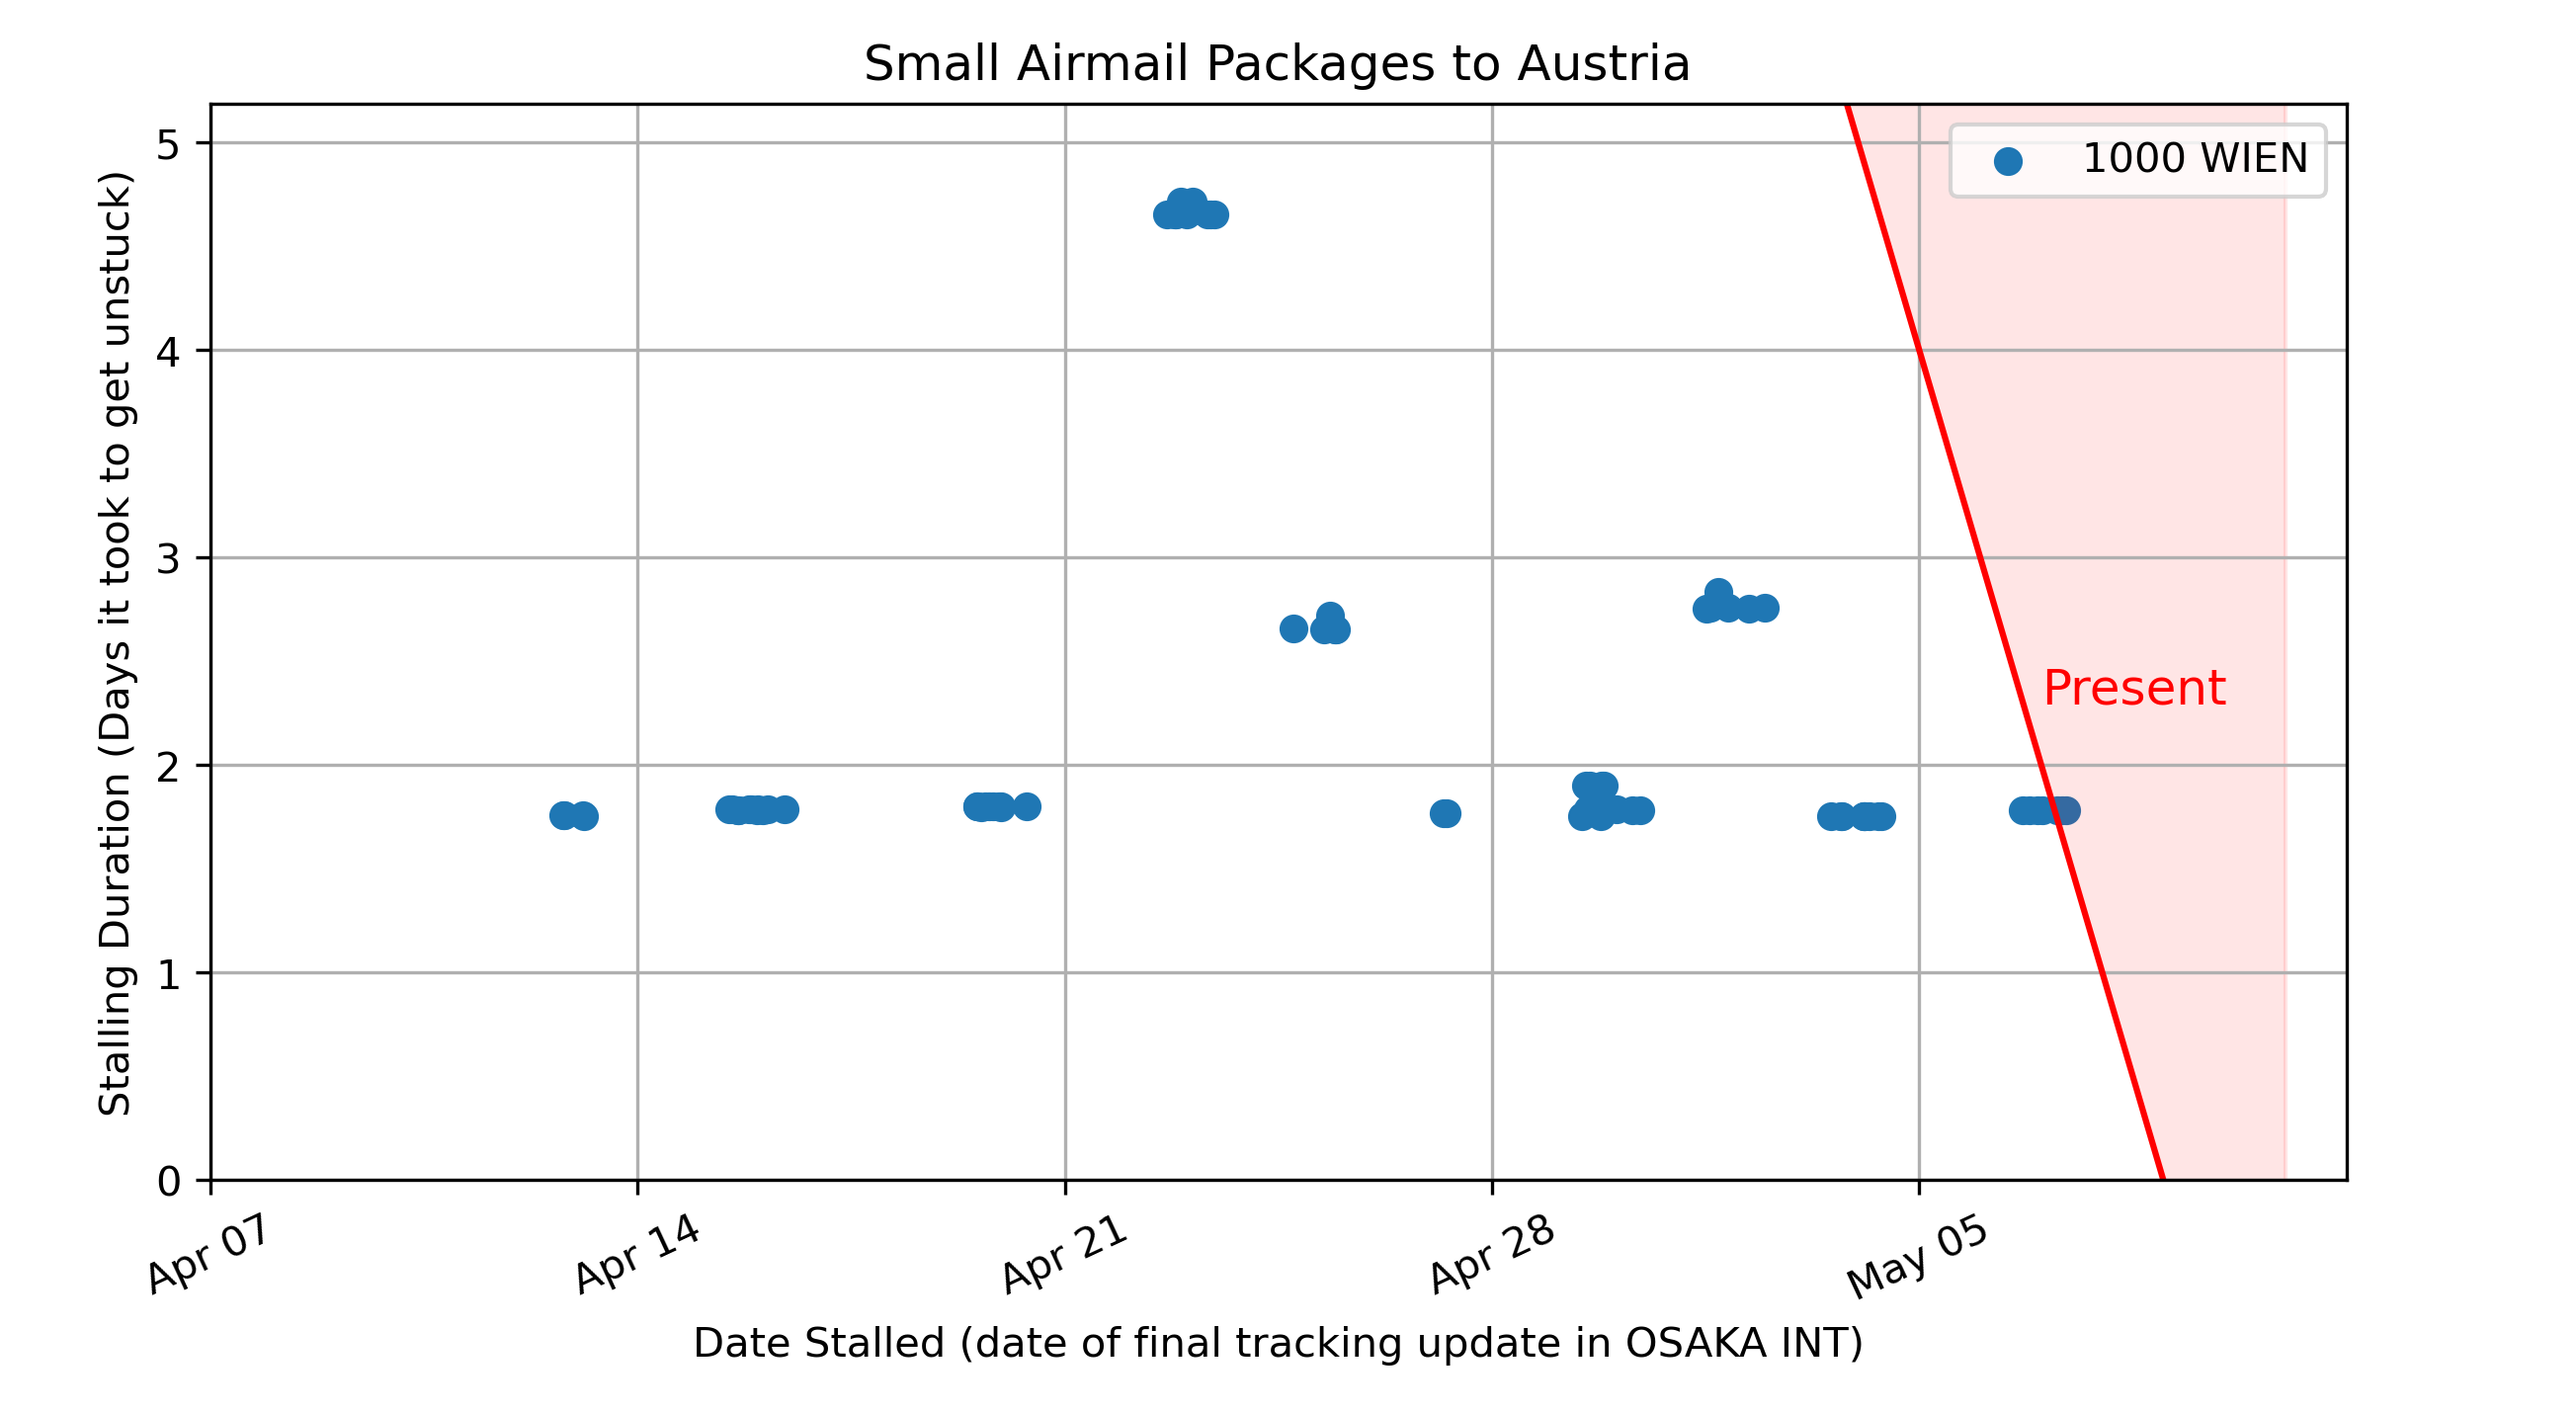 Small Airmail Packages to Austria
Stalling Duration (Days it took to get unstuck)
5
4
3
2
1
0
1000 WIEN
Present
Apr 07
Apr 14
Apr 21
Apr 28
May 05
Date Stalled (date of final tracking update in OSAKA INT)